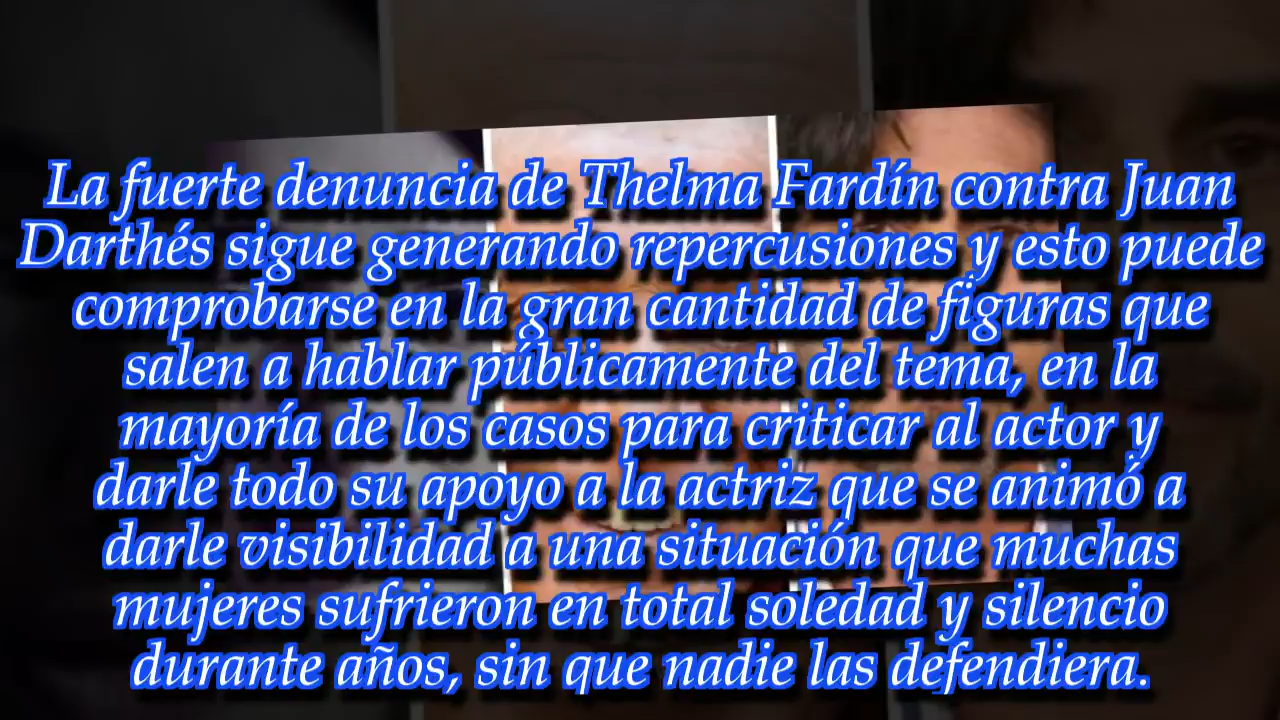 La fuerte denuncia de Thelma Fardín contra Juan
Darthés sigue generando repercusiones y esto puede
comprobarse en la gran cantidad de figuras que
salen a hablar públicamente del tema, en la
mayoría de los casos para criticar al actor y
darle todo su apoyo a la actriz que se animó a
darle visibilidad a una situación que muchas
mujeres sufrieron en total soledad y silencio
durante años, sin que nadie las defendiera.